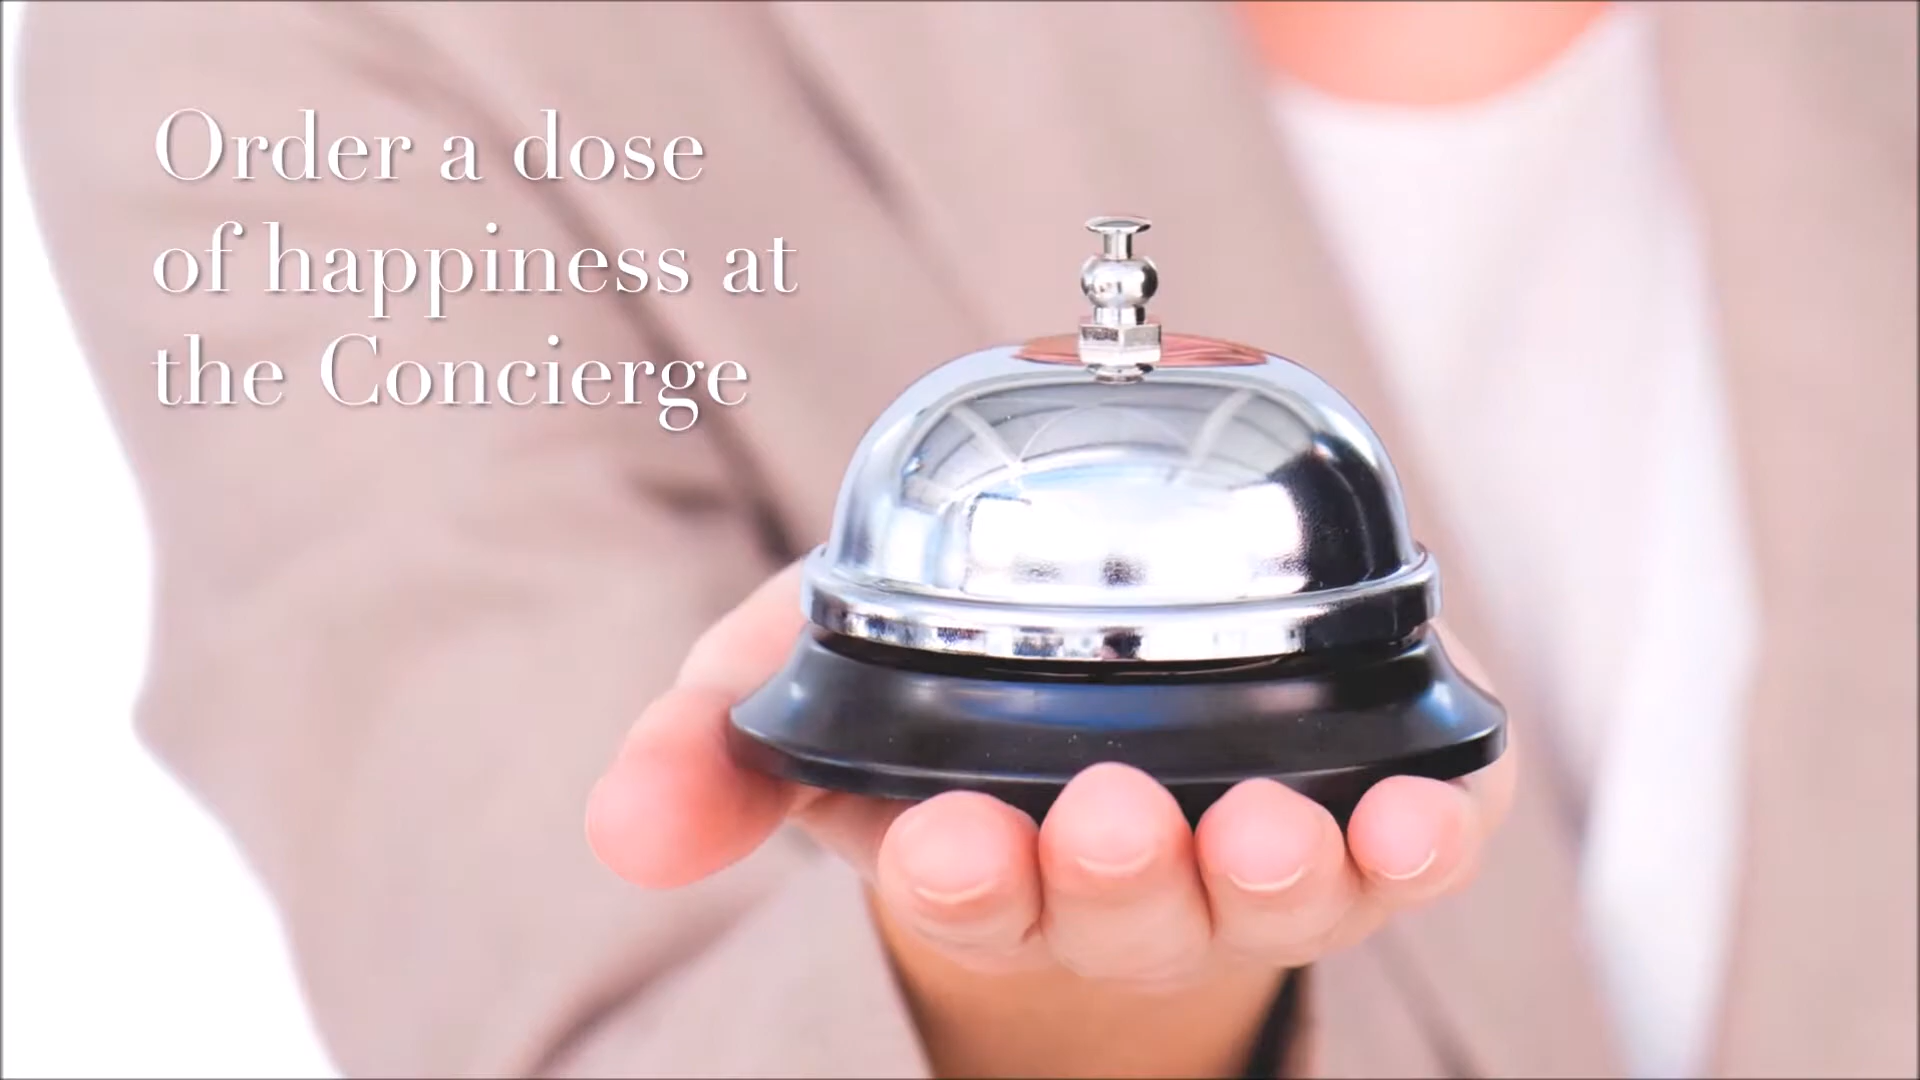 Order a dose
of happiness at
the Concierge